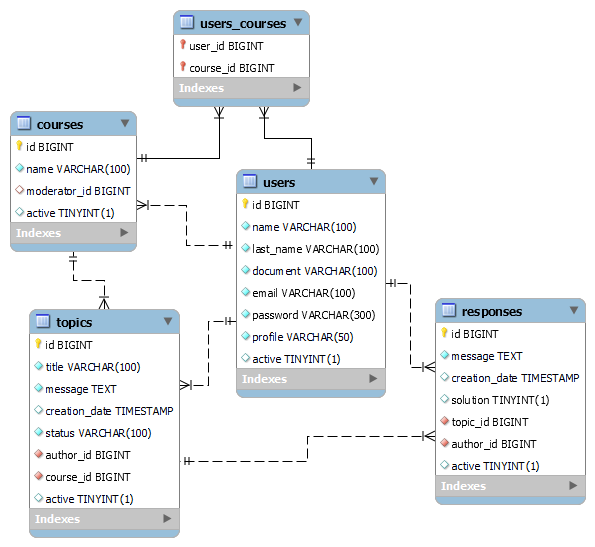 users_courses
user_id BIGINT
course_id BIGINT
Indexes
courses
id BIGINT
name VARCHAR(100)
moderator_id BIGINT
active TINYINT(1)
Indexes
users
id BIGINT
name VARCHAR(100)
last_name VARCHAR(100)
document VARCHAR(100)
email VARCHAR(100)
password VARCHAR(300)
profile VARCHAR(50)
active TINYINT(1)
Indexes
topics
id BIGINT
title VARCHAR(100)
message TEXT
creation_date TIMESTAMP
status VARCHAR(100)
author_id BIGINT
course_id BIGINT
active TINYINT(1)
Indexes
responses
id BIGINT
message TEXT
creation_date TIMESTAMP
solution TINYINT(1)
topic_id BIGINT
author_id BIGINT
active TINYINT(1)
Indexes